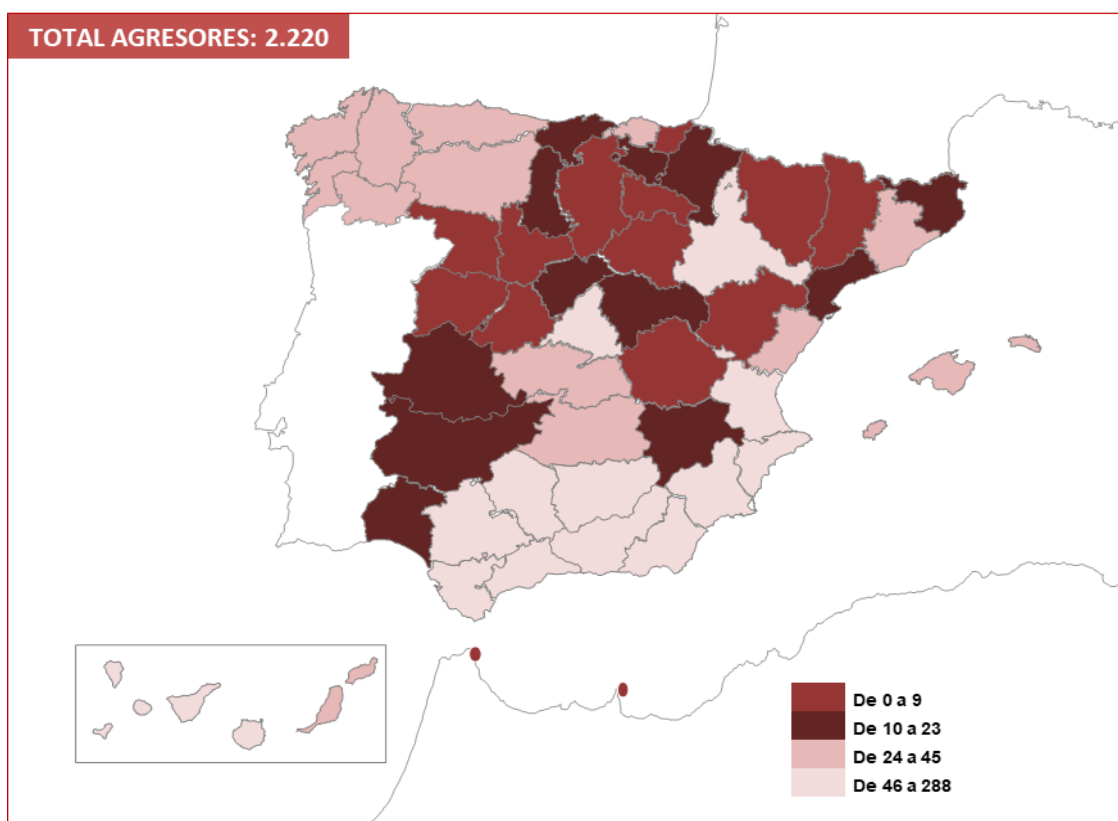 TOTAL AGRESORES: 2.220
De 0 a 9
De 10 a 23
De 24 a 45
De 46 a 288